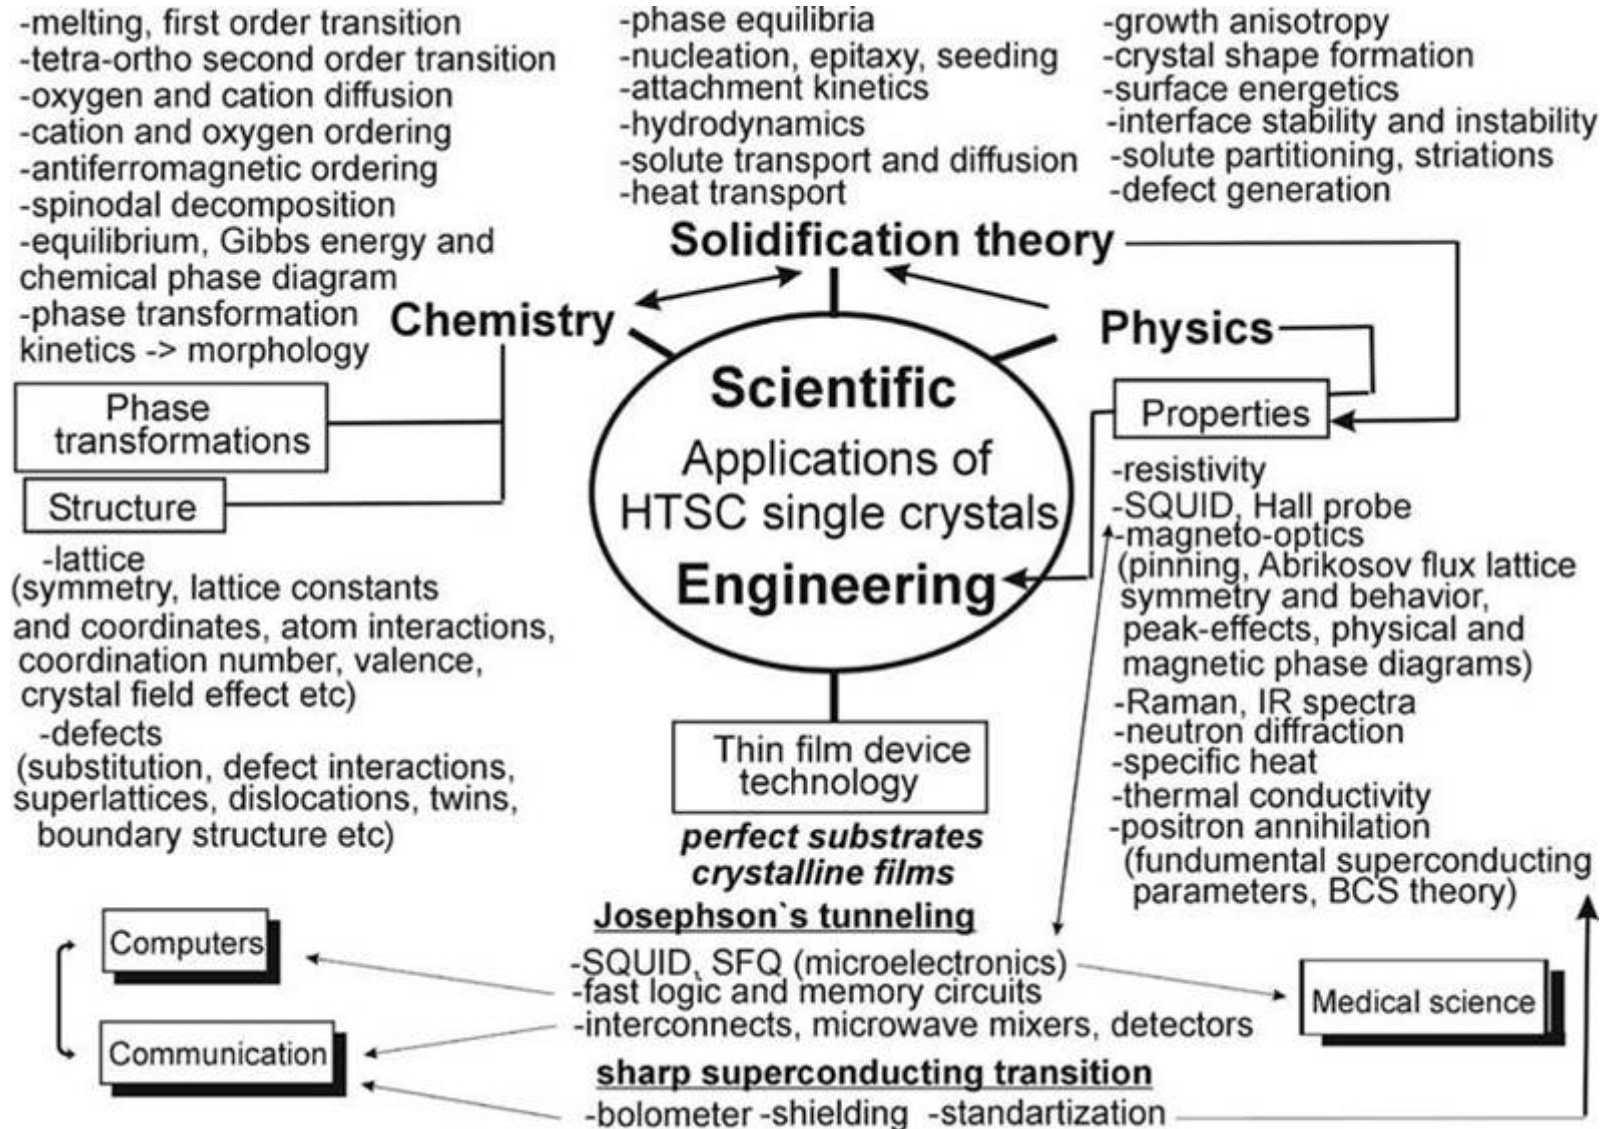 -melting, first order transition
-tetra-ortho second order transition
-oxygen and cation diffusion
-cation and oxygen ordering
-antiferromagnetic ordering
-spinodal decomposition
-equilibrium, Gibbs energy and
chemical phase diagram
-phase transformation
kinetics -> morphology
-phase equilibria
-nucleation, epitaxy, seeding
-attachment kinetics
-hydrodynamics
-solute transport and diffusion
-heat transport
-growth anisotropy
-crystal shape formation
-surface energetics
-interface stability and instability
-solute partitioning, striations
-defect generation
Solidification theory
Chemistry
Physics
Scientific
Applications of
HTSC single crystals
Engineering
Phase
transformations
Structure
-lattice
(symmetry, lattice constants
and coordinates, atom interactions,
coordination number, valence,
crystal field effect etc)
-defects
(substitution, defect interactions,
superlattices, dislocations, twins,
boundary structure etc)
Properties
-resistivity
-SQUID, Hall probe
-magneto-optics
(pinning, Abrikosov flux lattice
symmetry and behavior,
peak-effects, physical and
magnetic phase diagrams)
-Raman, IR spectra
-neutron diffraction
-specific heat
-thermal conductivity
-positron annihilation
(fundumental superconducting
parameters, BCS theory)
Thin film device
technology
perfect substrates
crystalline films
Josephson`s tunneling
-SQUID, SFQ (microelectronics)
-fast logic and memory circuits
-interconnects, microwave mixers, detectors
sharp superconducting transition
-bolometer -shielding -standartization
Computers
Communication
Medical science